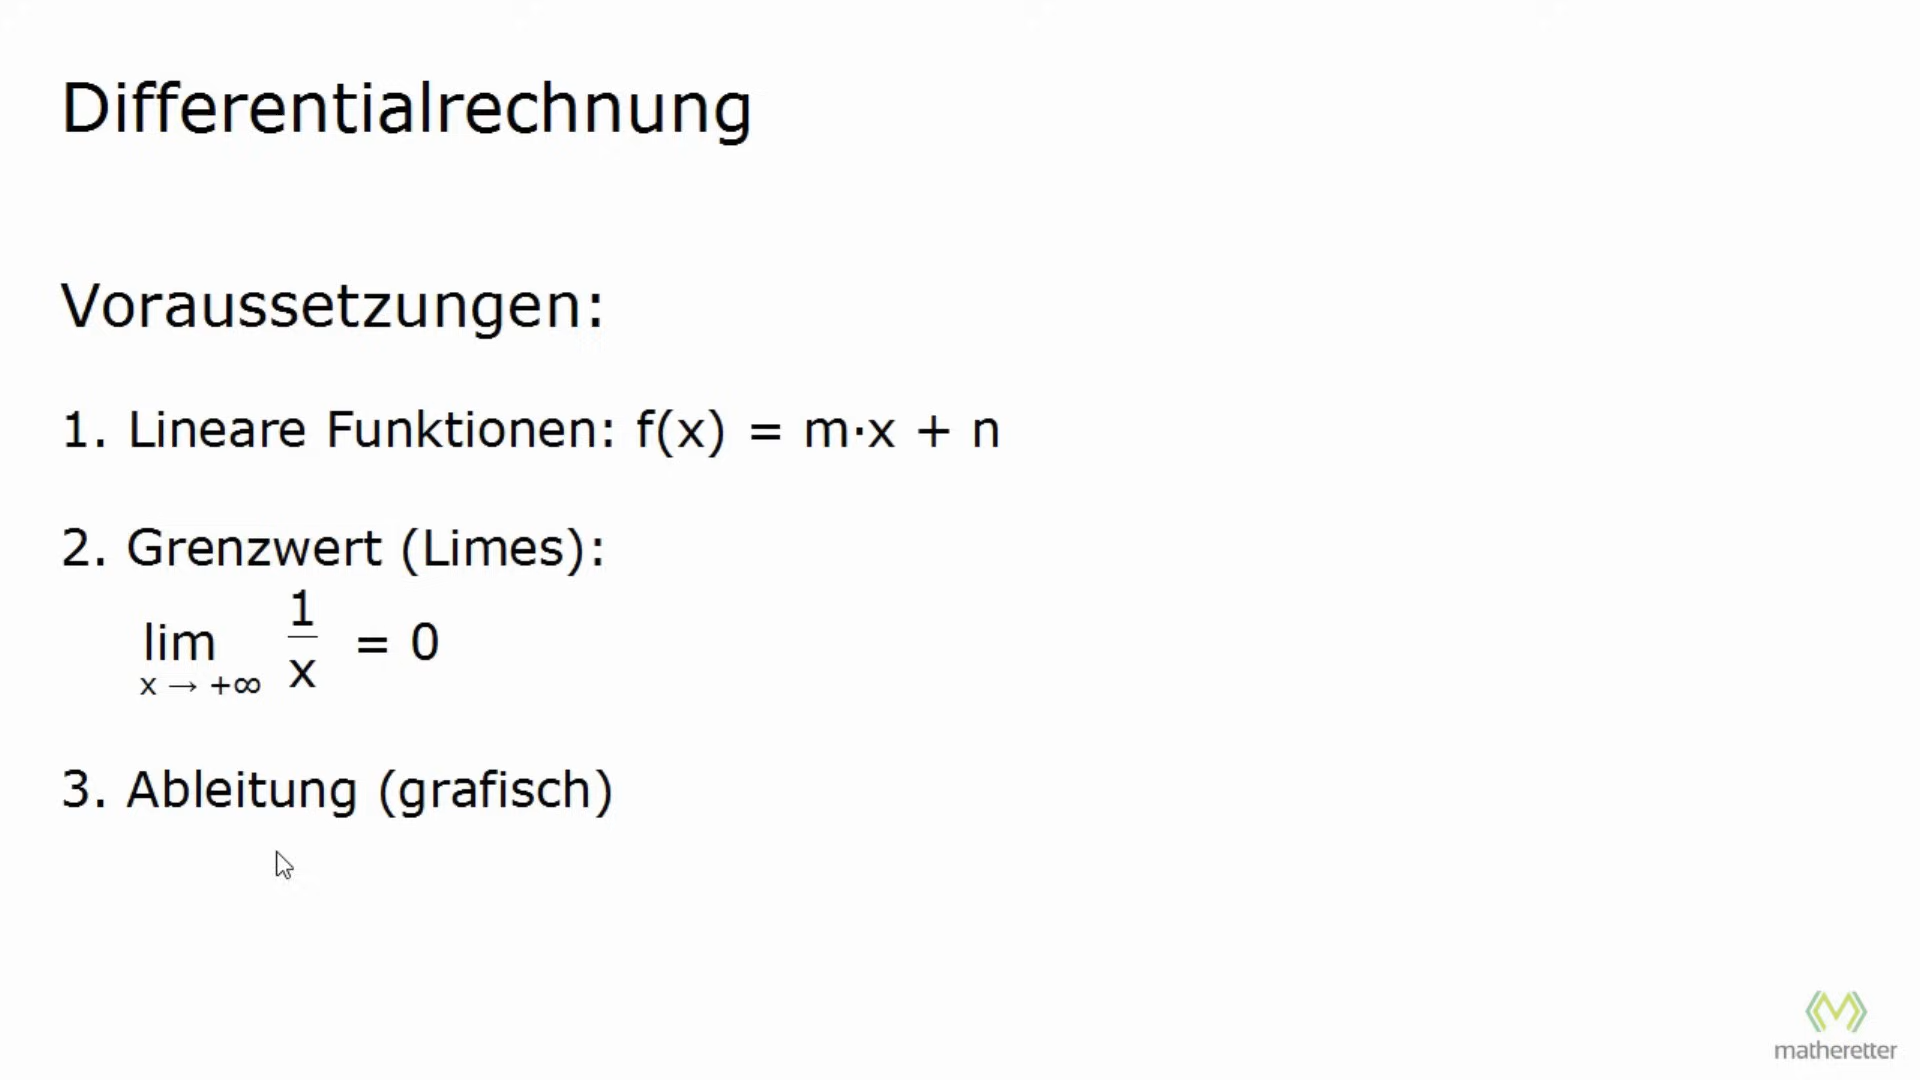 Differentialrechnung
Voraussetzungen:
1. Lineare Funktionen: f(x) = m·x + n
2. Grenzwert (Limes):
lim x → +∞ 1/x = 0
3. Ableitung (grafisch)
matheretter